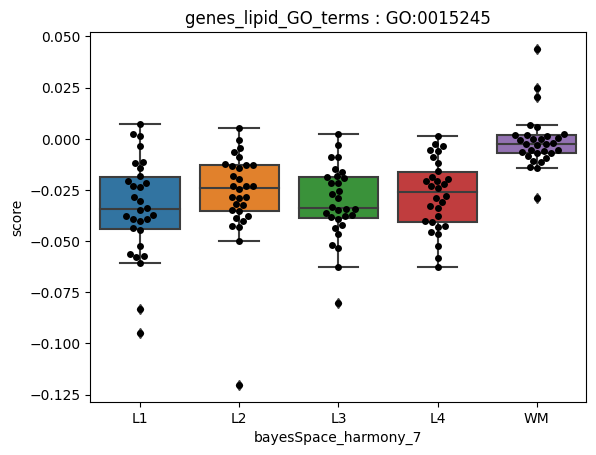 genes_lipid_GO_terms : GO:0015245
0.050
0.025
0.000
−0.025
−0.050
−0.075
−0.100
−0.125
score
L1 L2 L3 L4 WM
bayesSpace_harmony_7